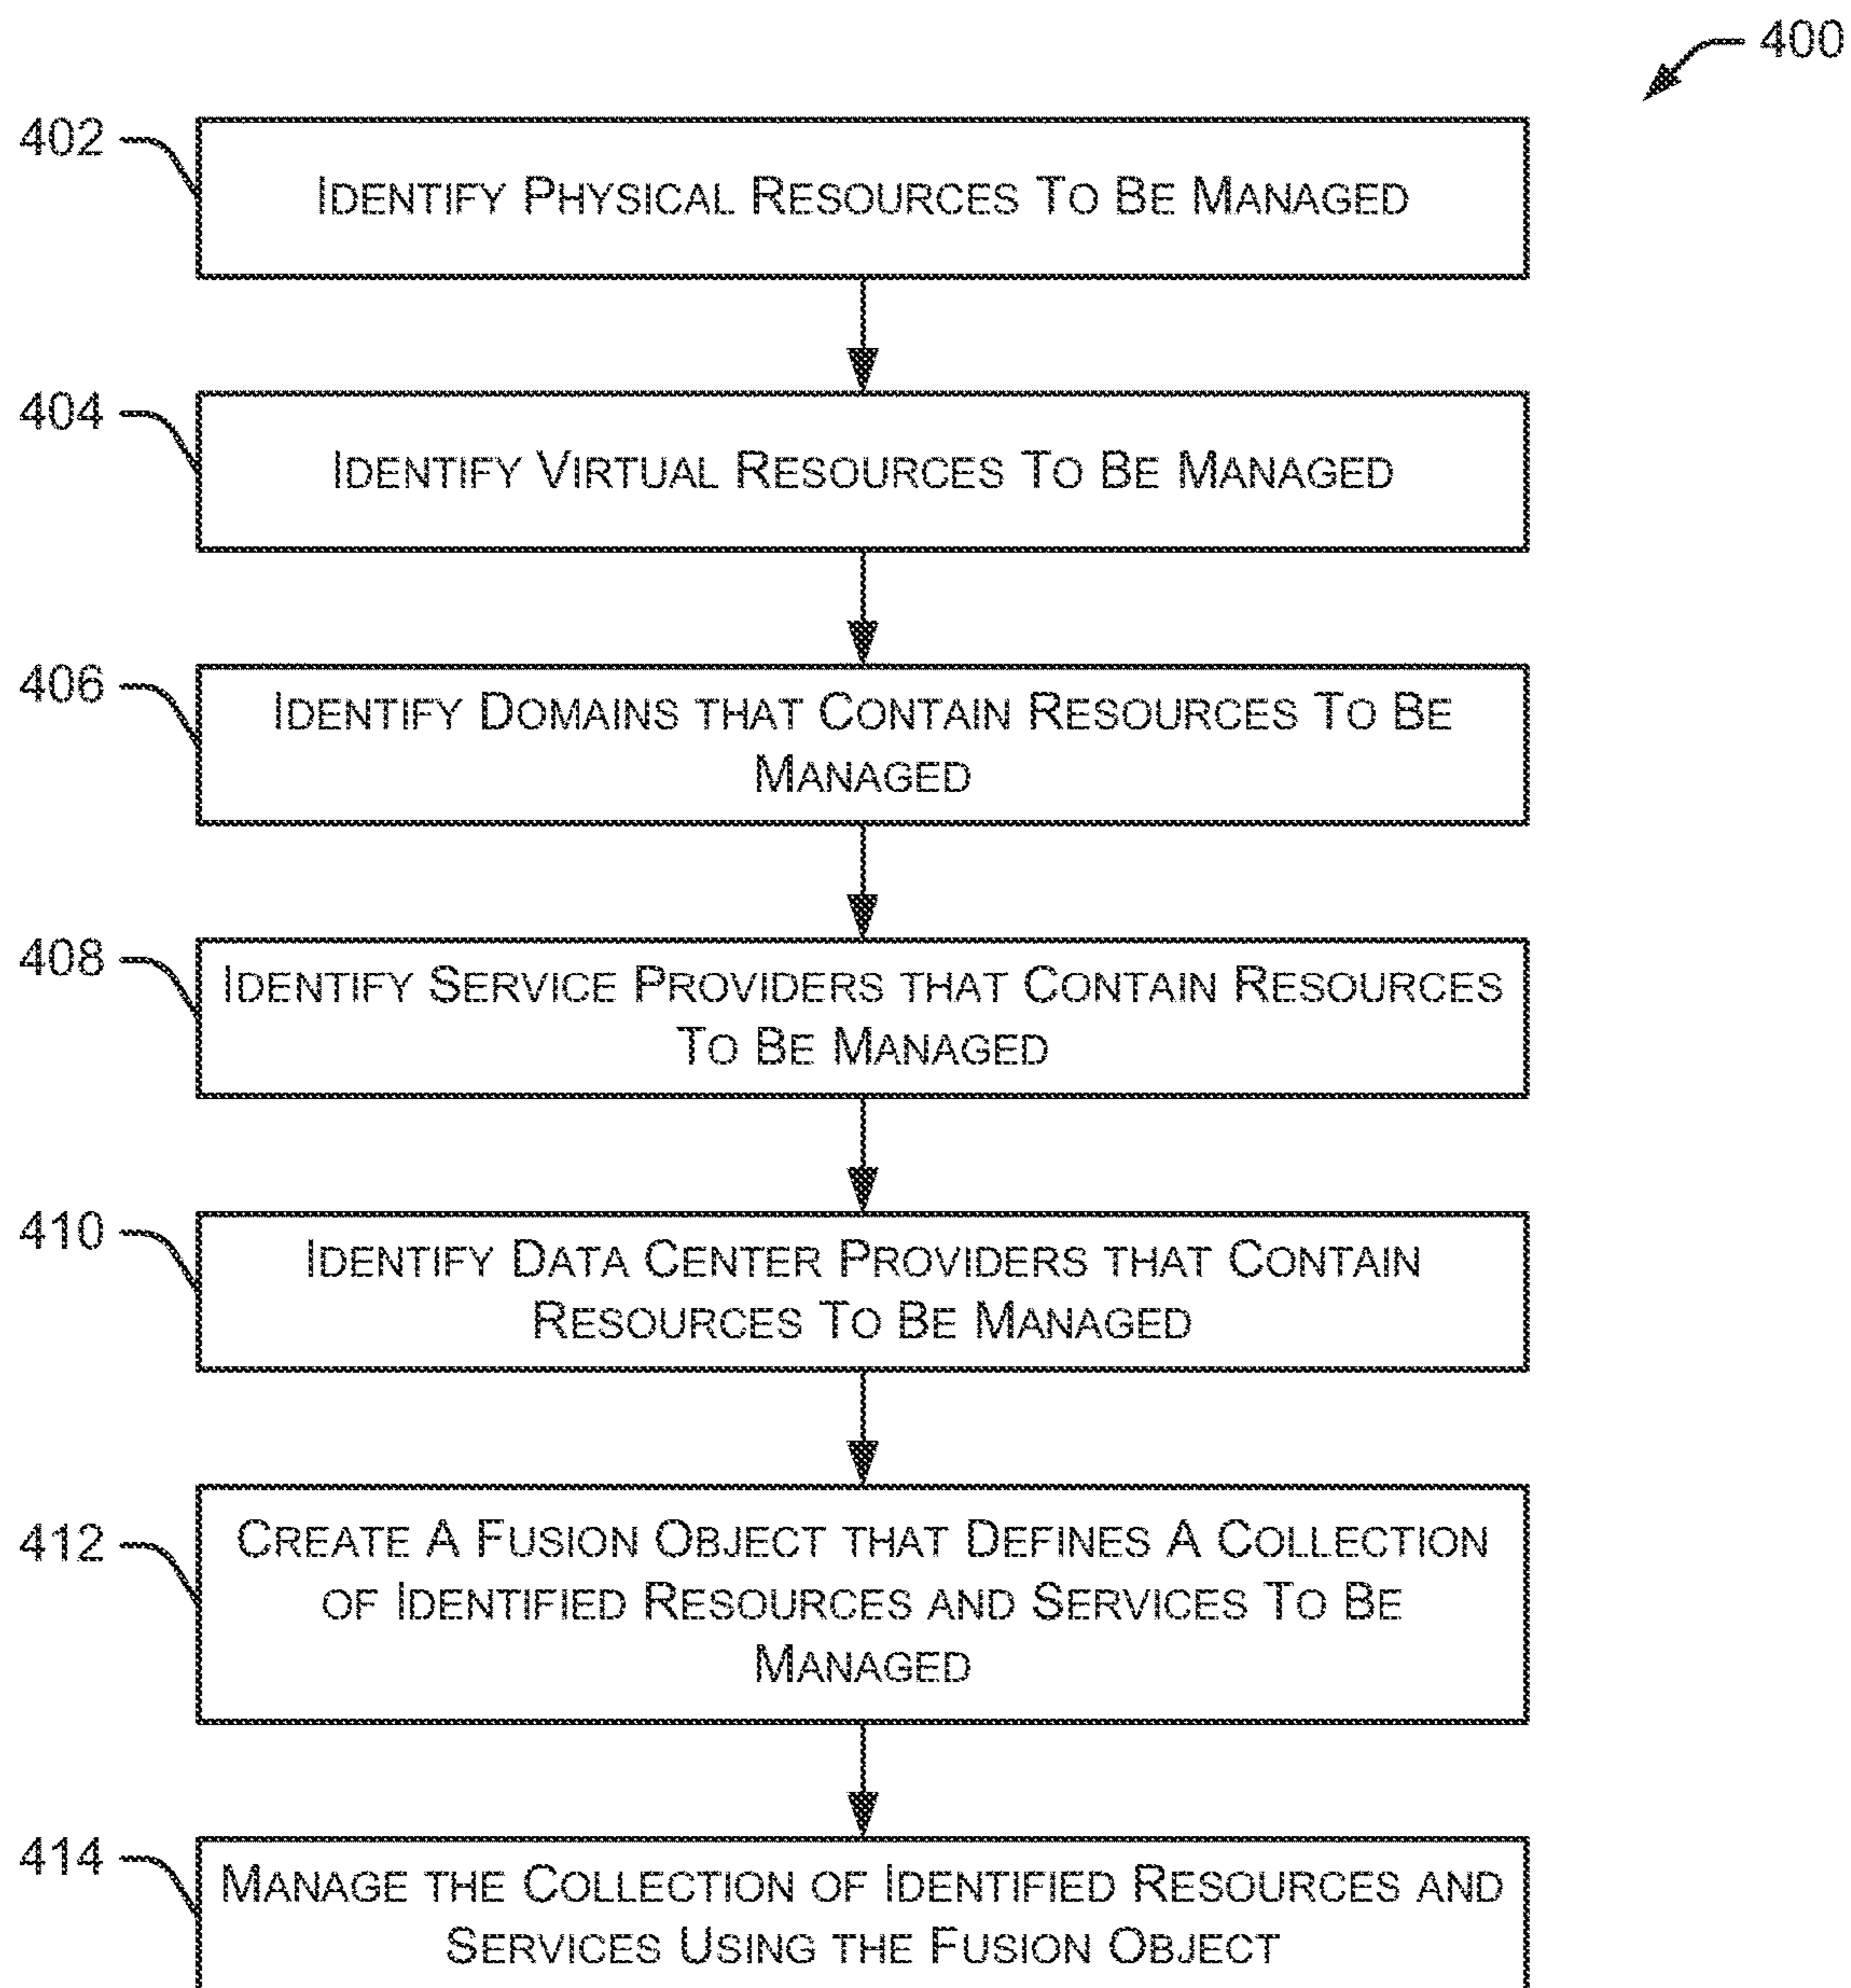 400
402
IDENTIFY PHYSICAL RESOURCES TO BE MANAGED
404
IDENTIFY VIRTUAL RESOURCES TO BE MANAGED
406
IDENTIFY DOMAINS THAT CONTAIN RESOURCES TO BE
MANAGED
408
IDENTIFY SERVICE PROVIDERS THAT CONTAIN RESOURCES
TO BE MANAGED
410
IDENTIFY DATA CENTER PROVIDERS THAT CONTAIN
RESOURCES TO BE MANAGED
412
CREATE A FUSION OBJECT THAT DEFINES A COLLECTION
OF IDENTIFIED RESOURCES AND SERVICES TO BE
MANAGED
414
MANAGE THE COLLECTION OF IDENTIFIED RESOURCES AND
SERVICES USING THE FUSION OBJECT